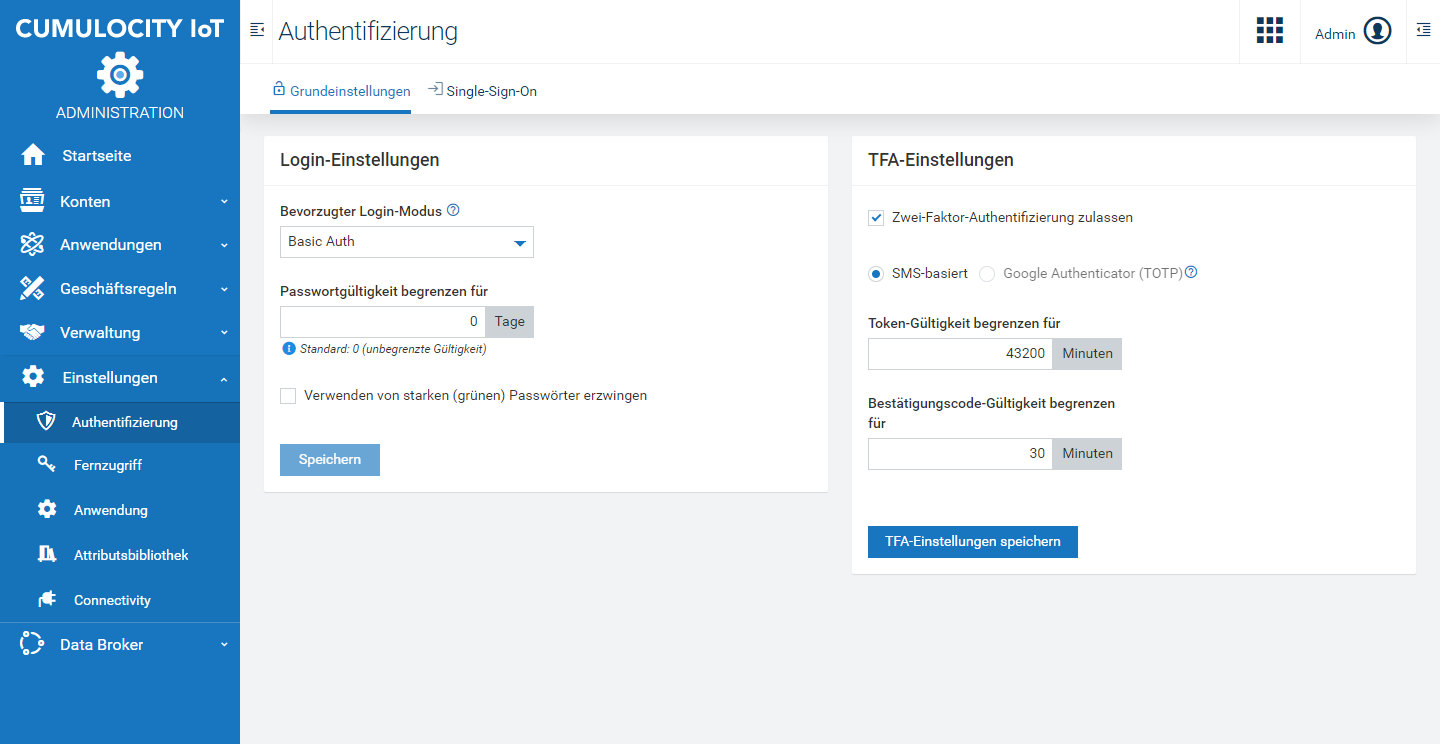 CUMULOCITY IoT
ADMINISTRATION
Startseite
Konten
Anwendungen
Geschäftsregeln
Verwaltung
Einstellungen
Authentifizierung
Fernzugriff
Anwendung
Attributsbibliothek
Connectivity
Data Broker
Authentifizierung
Admin
Grundeinstellungen
Single-Sign-On
Login-Einstellungen
Bevorzugter Login-Modus
Basic Auth
Passwortgültigkeit begrenzen für
0 Tage
Standard: 0 (unbegrenzte Gültigkeit)
Verwenden von starken (grünen) Passwörter erzwingen
Speichern
TFA-Einstellungen
Zwei-Faktor-Authentifizierung zulassen
SMS-basiert Google Authenticator (TOTP)
Token-Gültigkeit begrenzen für
43200 Minuten
Bestätigungscode-Gültigkeit begrenzen
für
30 Minuten
TFA-Einstellungen speichern